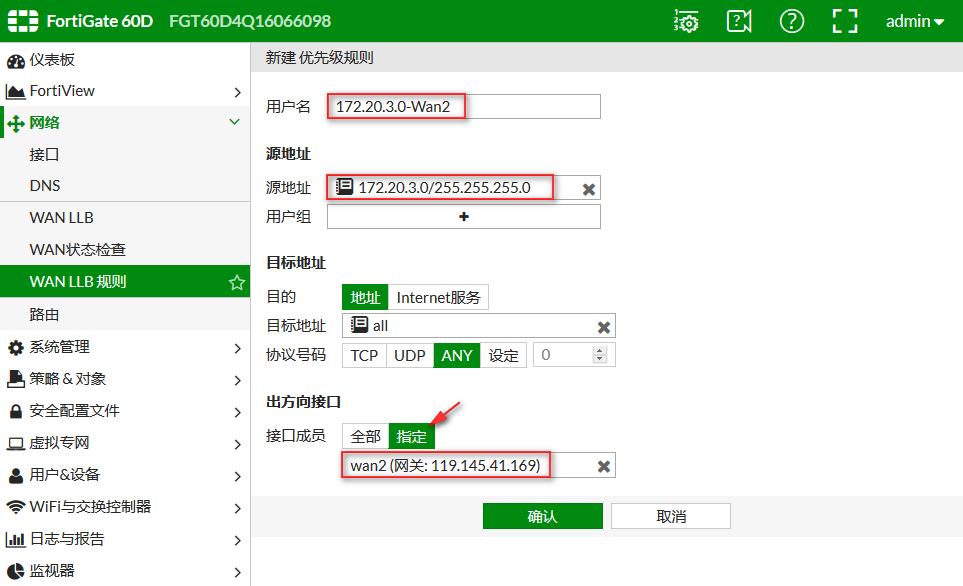 FortiGate 60D FGT60D4Q16066098 admin
仪表板
FortiView
网络
接口
DNS
WAN LLB
WAN状态检查
WAN LLB 规则
路由
系统管理
策略 & 对象
安全配置文件
虚拟专网
用户&设备
WiFi与交换控制器
日志与报告
监视器
新建 优先级规则
用户名 172.20.3.0-Wan2
源地址
源地址 172.20.3.0/255.255.255.0
用户组
目标地址
目的 地址 Internet服务
目标地址 all
协议号码 TCP UDP ANY 设定 0
出方向接口
接口成员 全部 指定
wan2 (网关: 119.145.41.169)
确认 取消